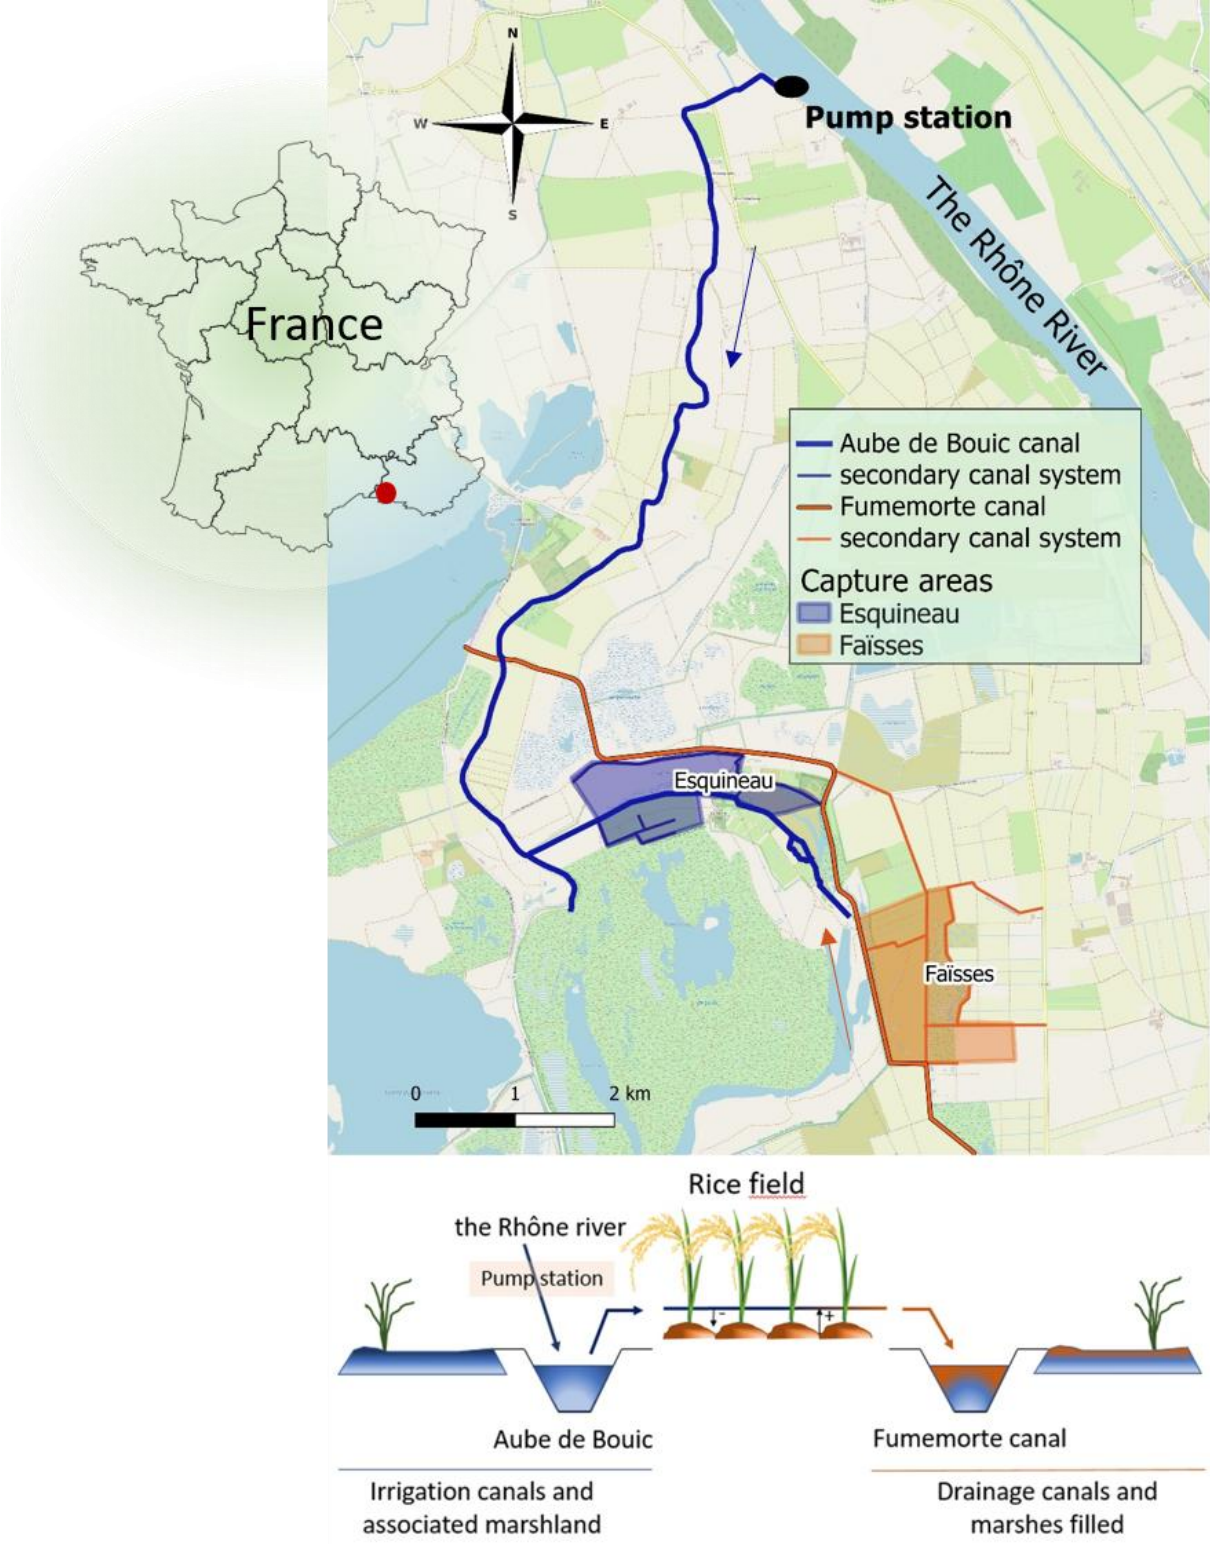 N
W
E
S
Pump station
The Rhône River
France
Aube de Bouic canal
secondary canal system
Fumemorte canal
secondary canal system
Capture areas
Esquineau
Faïsses
Esquineau
Faïsses
0 1 2 km
Rice field
the Rhône river
Pump station
- +
Aube de Bouic
Fumemorte canal
Irrigation canals and
associated marshland
Drainage canals and
marshes filled